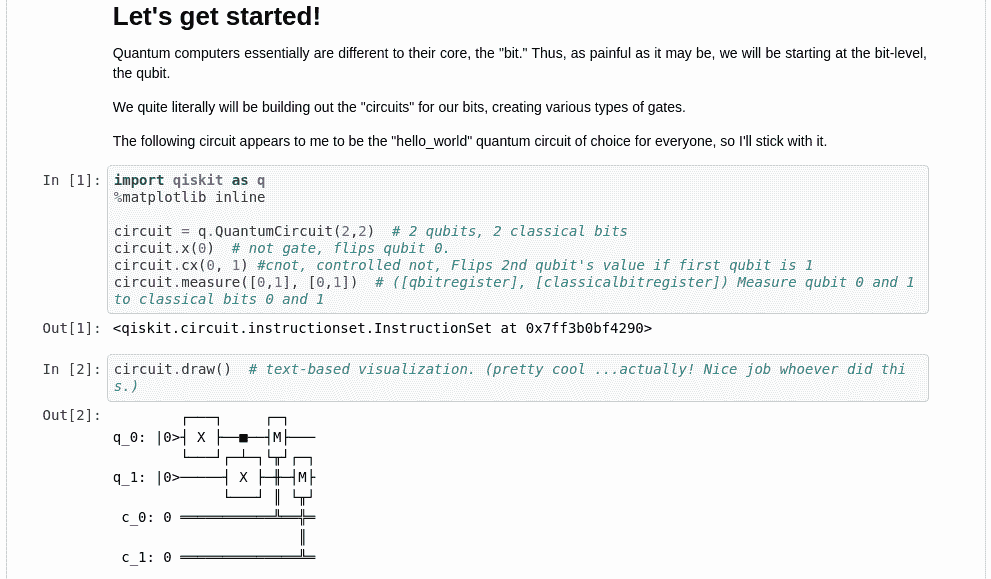 Let's get started!
Quantum computers essentially are different to their core, the "bit." Thus, as painful as it may be, we will be starting at the bit-level,
the qubit.
We quite literally will be building out the "circuits" for our bits, creating various types of gates.
The following circuit appears to me to be the "hello_world" quantum circuit of choice for everyone, so I'll stick with it.
In [1]: import qiskit as q
%matplotlib inline
circuit = q.QuantumCircuit(2,2)  # 2 qubits, 2 classical bits
circuit.x(0)  # not gate, flips qubit 0.
circuit.cx(0, 1) #cnot, controlled not, Flips 2nd qubit's value if first qubit is 1
circuit.measure([0,1], [0,1])  # ([qbitregister], [classicalbitregister]) Measure qubit 0 and 1
to classical bits 0 and 1
Out[1]: <qiskit.circuit.instructionset.InstructionSet at 0x7ff3b0bf4290>
In [2]: circuit.draw()  # text-based visualization. (pretty cool ...actually! Nice job whoever did thi
s.)
Out[2]:
q_0: |0> X M
q_1: |0> X M
c_0: 0
c_1: 0